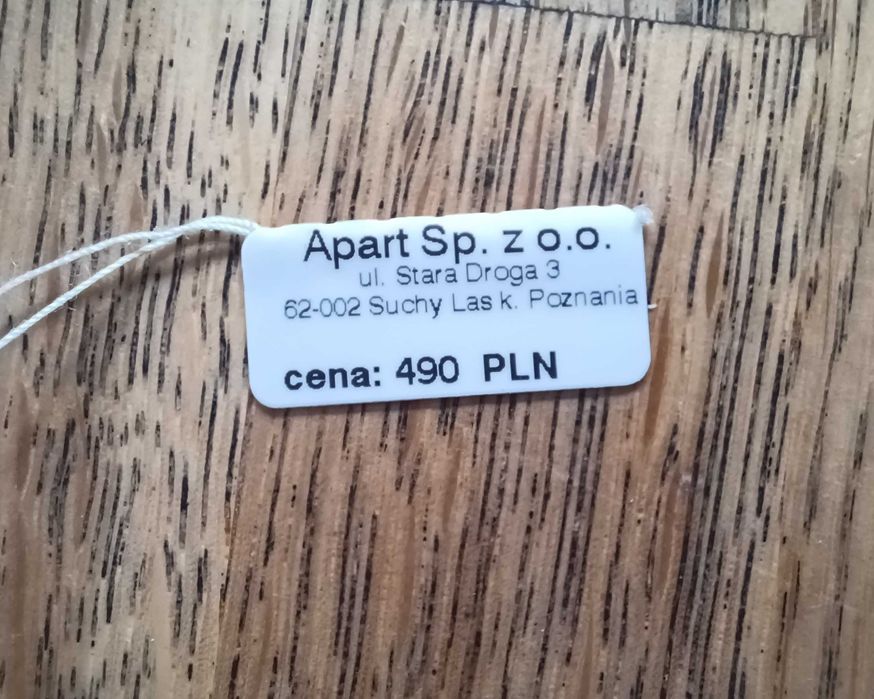 Apart Sp. z o.o.
ul. Stara Droga 3
62-002 Suchy Las k. Poznania
cena: 490 PLN